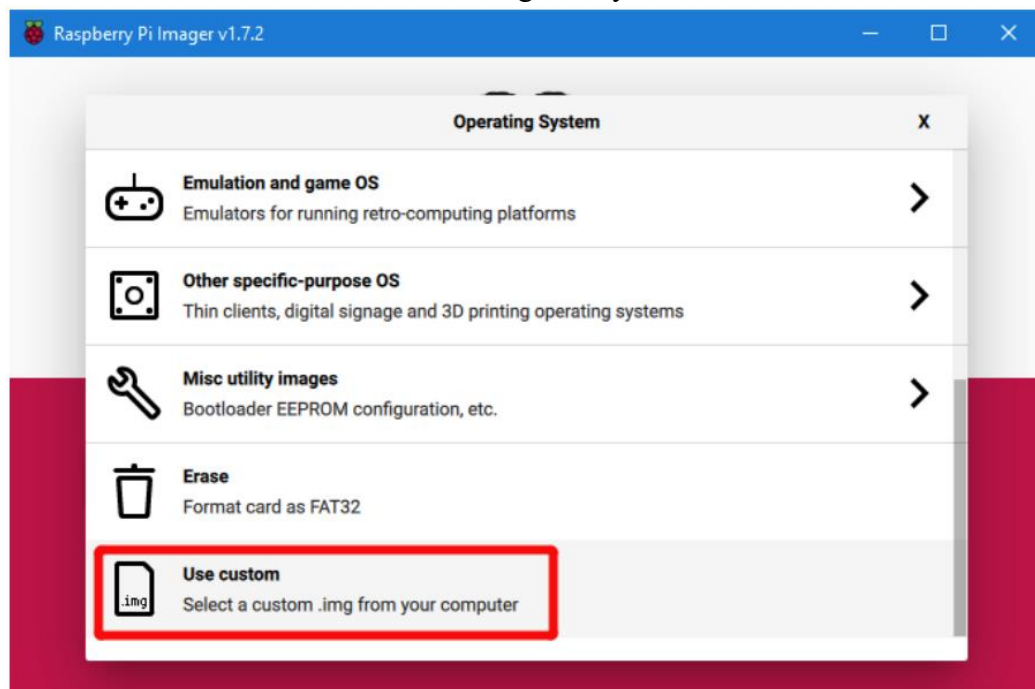 Raspberry Pi Imager v1.7.2
Operating System
X
Emulation and game OS
Emulators for running retro-computing platforms
Other specific-purpose OS
Thin clients, digital signage and 3D printing operating systems
Misc utility images
Bootloader EEPROM configuration, etc.
Erase
Format card as FAT32
.img
Use custom
Select a custom .img from your computer